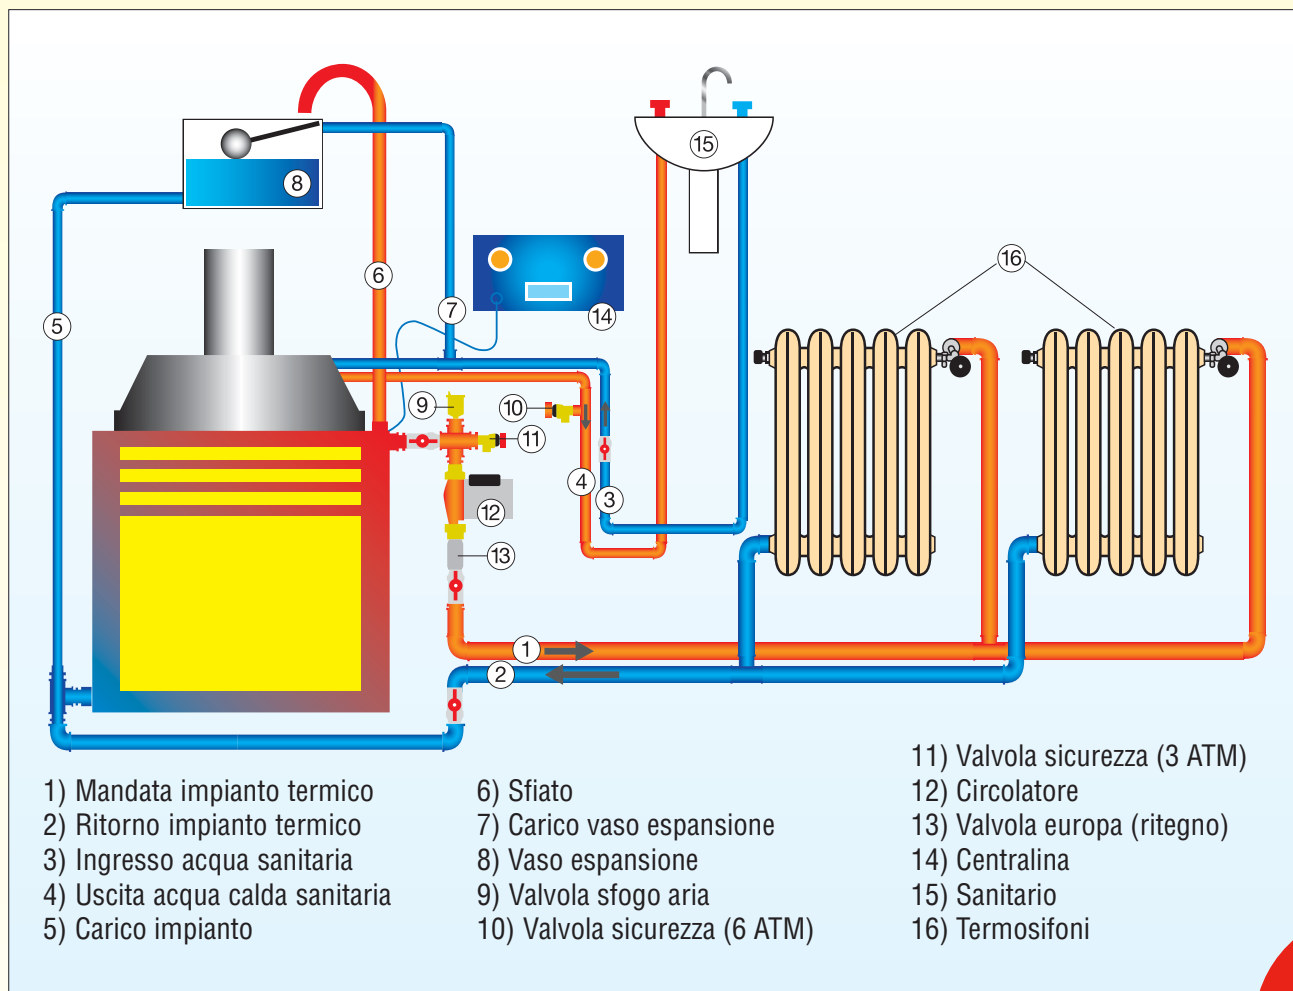 8
15
16
6
14
7
5
9
10
11
4
3
12
13
1
2
1) Mandata impianto termico
2) Ritorno impianto termico
3) Ingresso acqua sanitaria
4) Uscita acqua calda sanitaria
5) Carico impianto
6) Sfiato
7) Carico vaso espansione
8) Vaso espansione
9) Valvola sfogo aria
10) Valvola sicurezza (6 ATM)
11) Valvola sicurezza (3 ATM)
12) Circolatore
13) Valvola europa (ritegno)
14) Centralina
15) Sanitario
16) Termosifoni